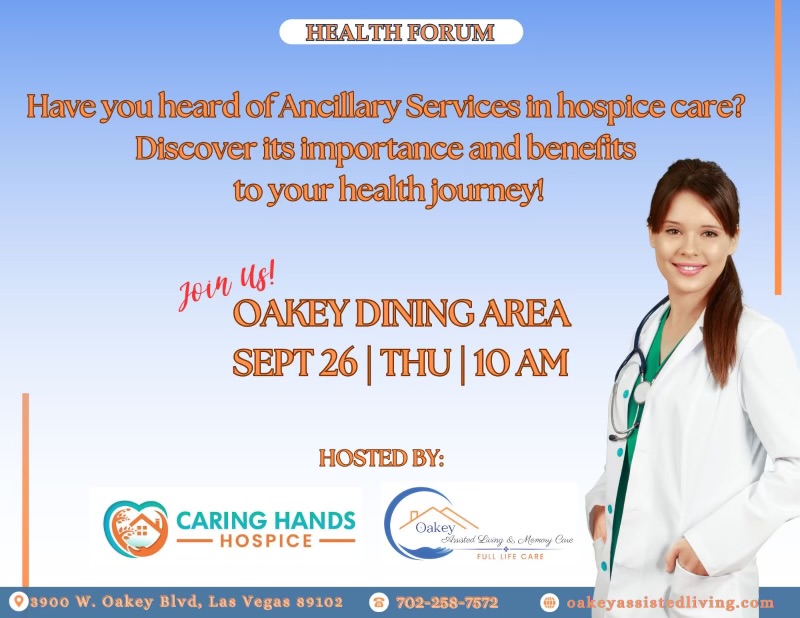 HEALTH FORUM
Have you heard of Ancillary Services in hospice care?
Discover its importance and benefits
to your health journey!
Join Us!
OAKEY DINING AREA
SEPT 26 | THU | 10 AM
HOSTED BY:
CARING HANDS
HOSPICE
Oakey
Assisted Living & Memory Care
FULL LIFE CARE
3900 W. Oakey Blvd, Las Vegas 89102
702-258-7572
oakeyassistedliving.com